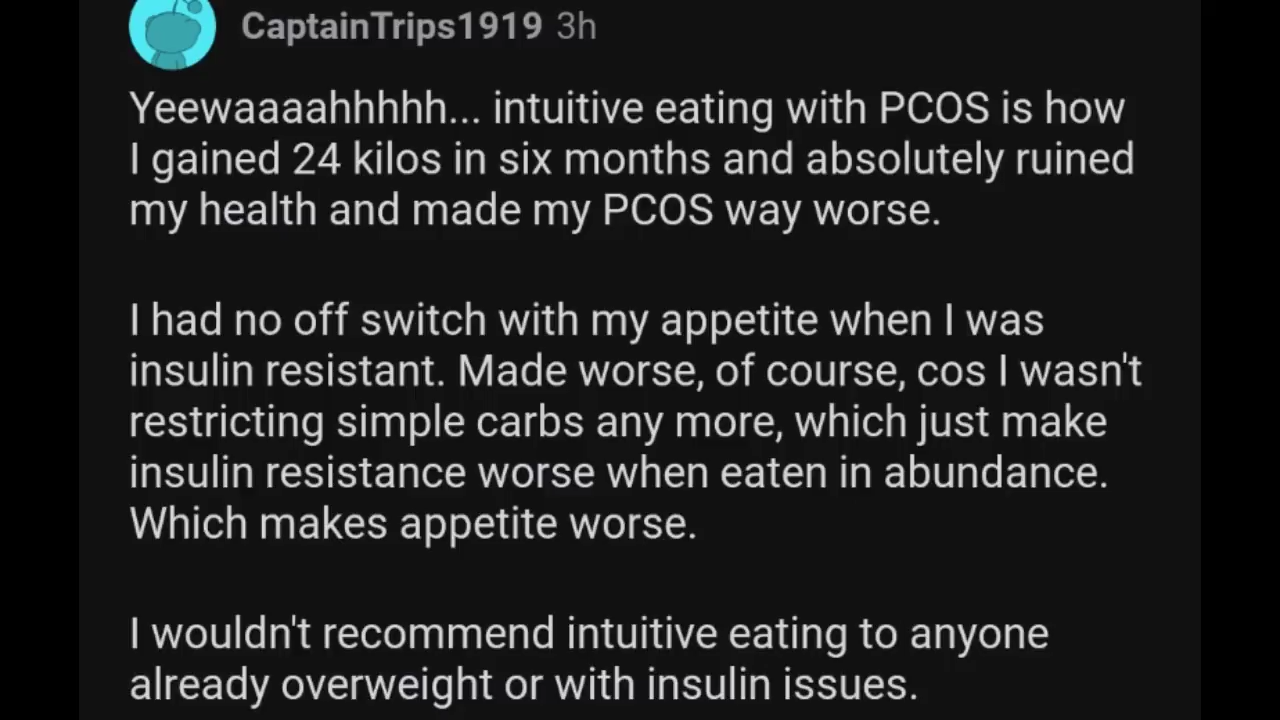 CaptainTrips1919 3h
Yeewaaaahhhhh... intuitive eating with PCOS is how
I gained 24 kilos in six months and absolutely ruined
my health and made my PCOS way worse.
I had no off switch with my appetite when I was
insulin resistant. Made worse, of course, cos I wasn't
restricting simple carbs any more, which just make
insulin resistance worse when eaten in abundance.
Which makes appetite worse.
I wouldn't recommend intuitive eating to anyone
already overweight or with insulin issues.